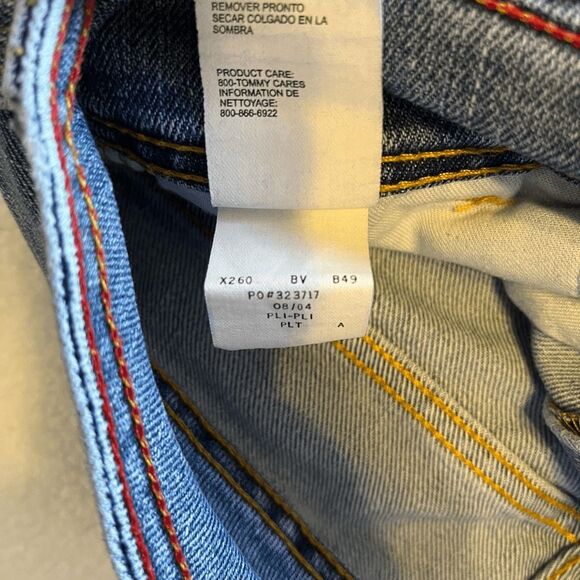 REMOVER PRONTO
SECAR COLGADO EN LA
SOMBRA
PRODUCT CARE:
800-TOMMY CARES
INFORMATION DE
NETTOYAGE:
800-866-6922
X260 BV B49
PO#323717
08/04
PLI-PLI
PLT A